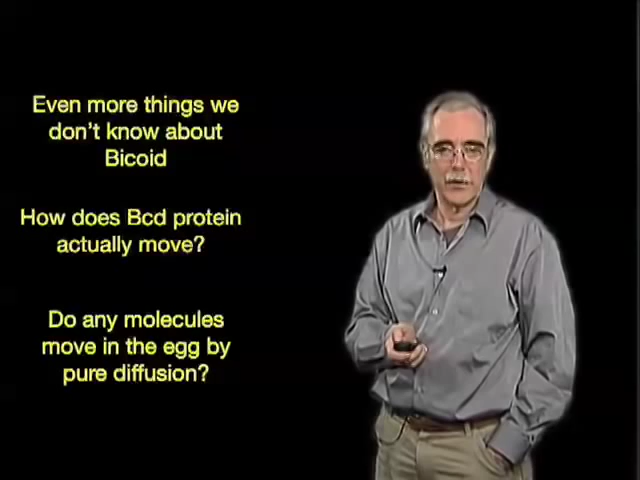 Even more things we
don't know about
Bicoid
How does Bcd protein
actually move?
Do any molecules
move in the egg by
pure diffusion?